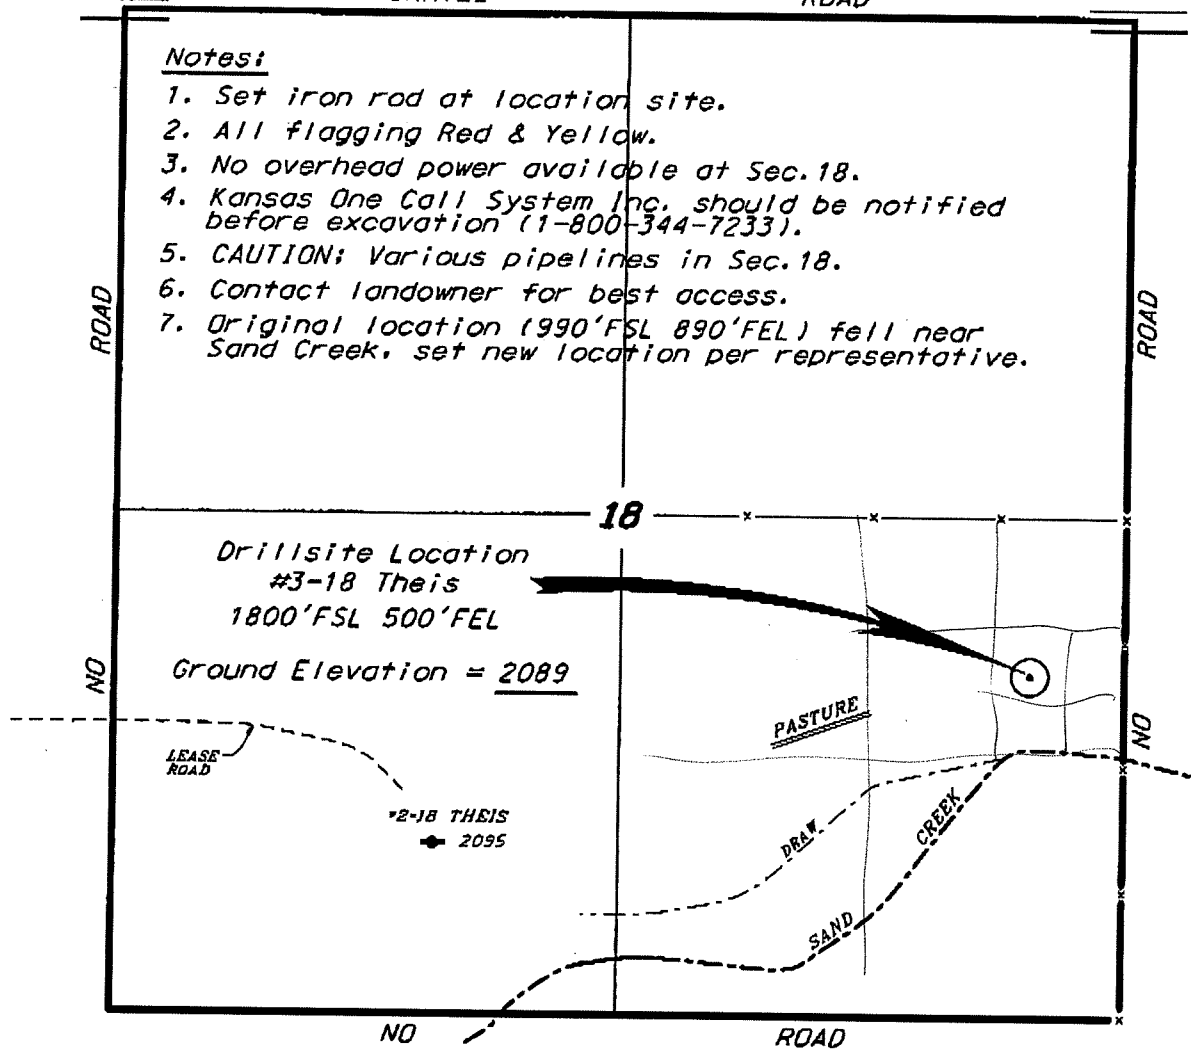 ROAD
Notes:
1. Set iron rod at location site.
2. All flagging Red & Yellow.
3. No overhead power available at Sec.18.
4. Kansas One Call System Inc. should be notified
before excavation (1-800-344-7233).
5. CAUTION: Various pipelines in Sec.18.
6. Contact landowner for best access.
7. Original location (990'FSL 890'FEL) fell near
Sand Creek, set new location per representative.
ROAD
ROAD
18
Drillsite Location
#3-18 Theis
1800'FSL 500'FEL
Ground Elevation = 2089
NO
NO
PASTURE
LEASE
ROAD
#2-18 THEIS
2095
DRAW
CREEK
SAND
NO
ROAD